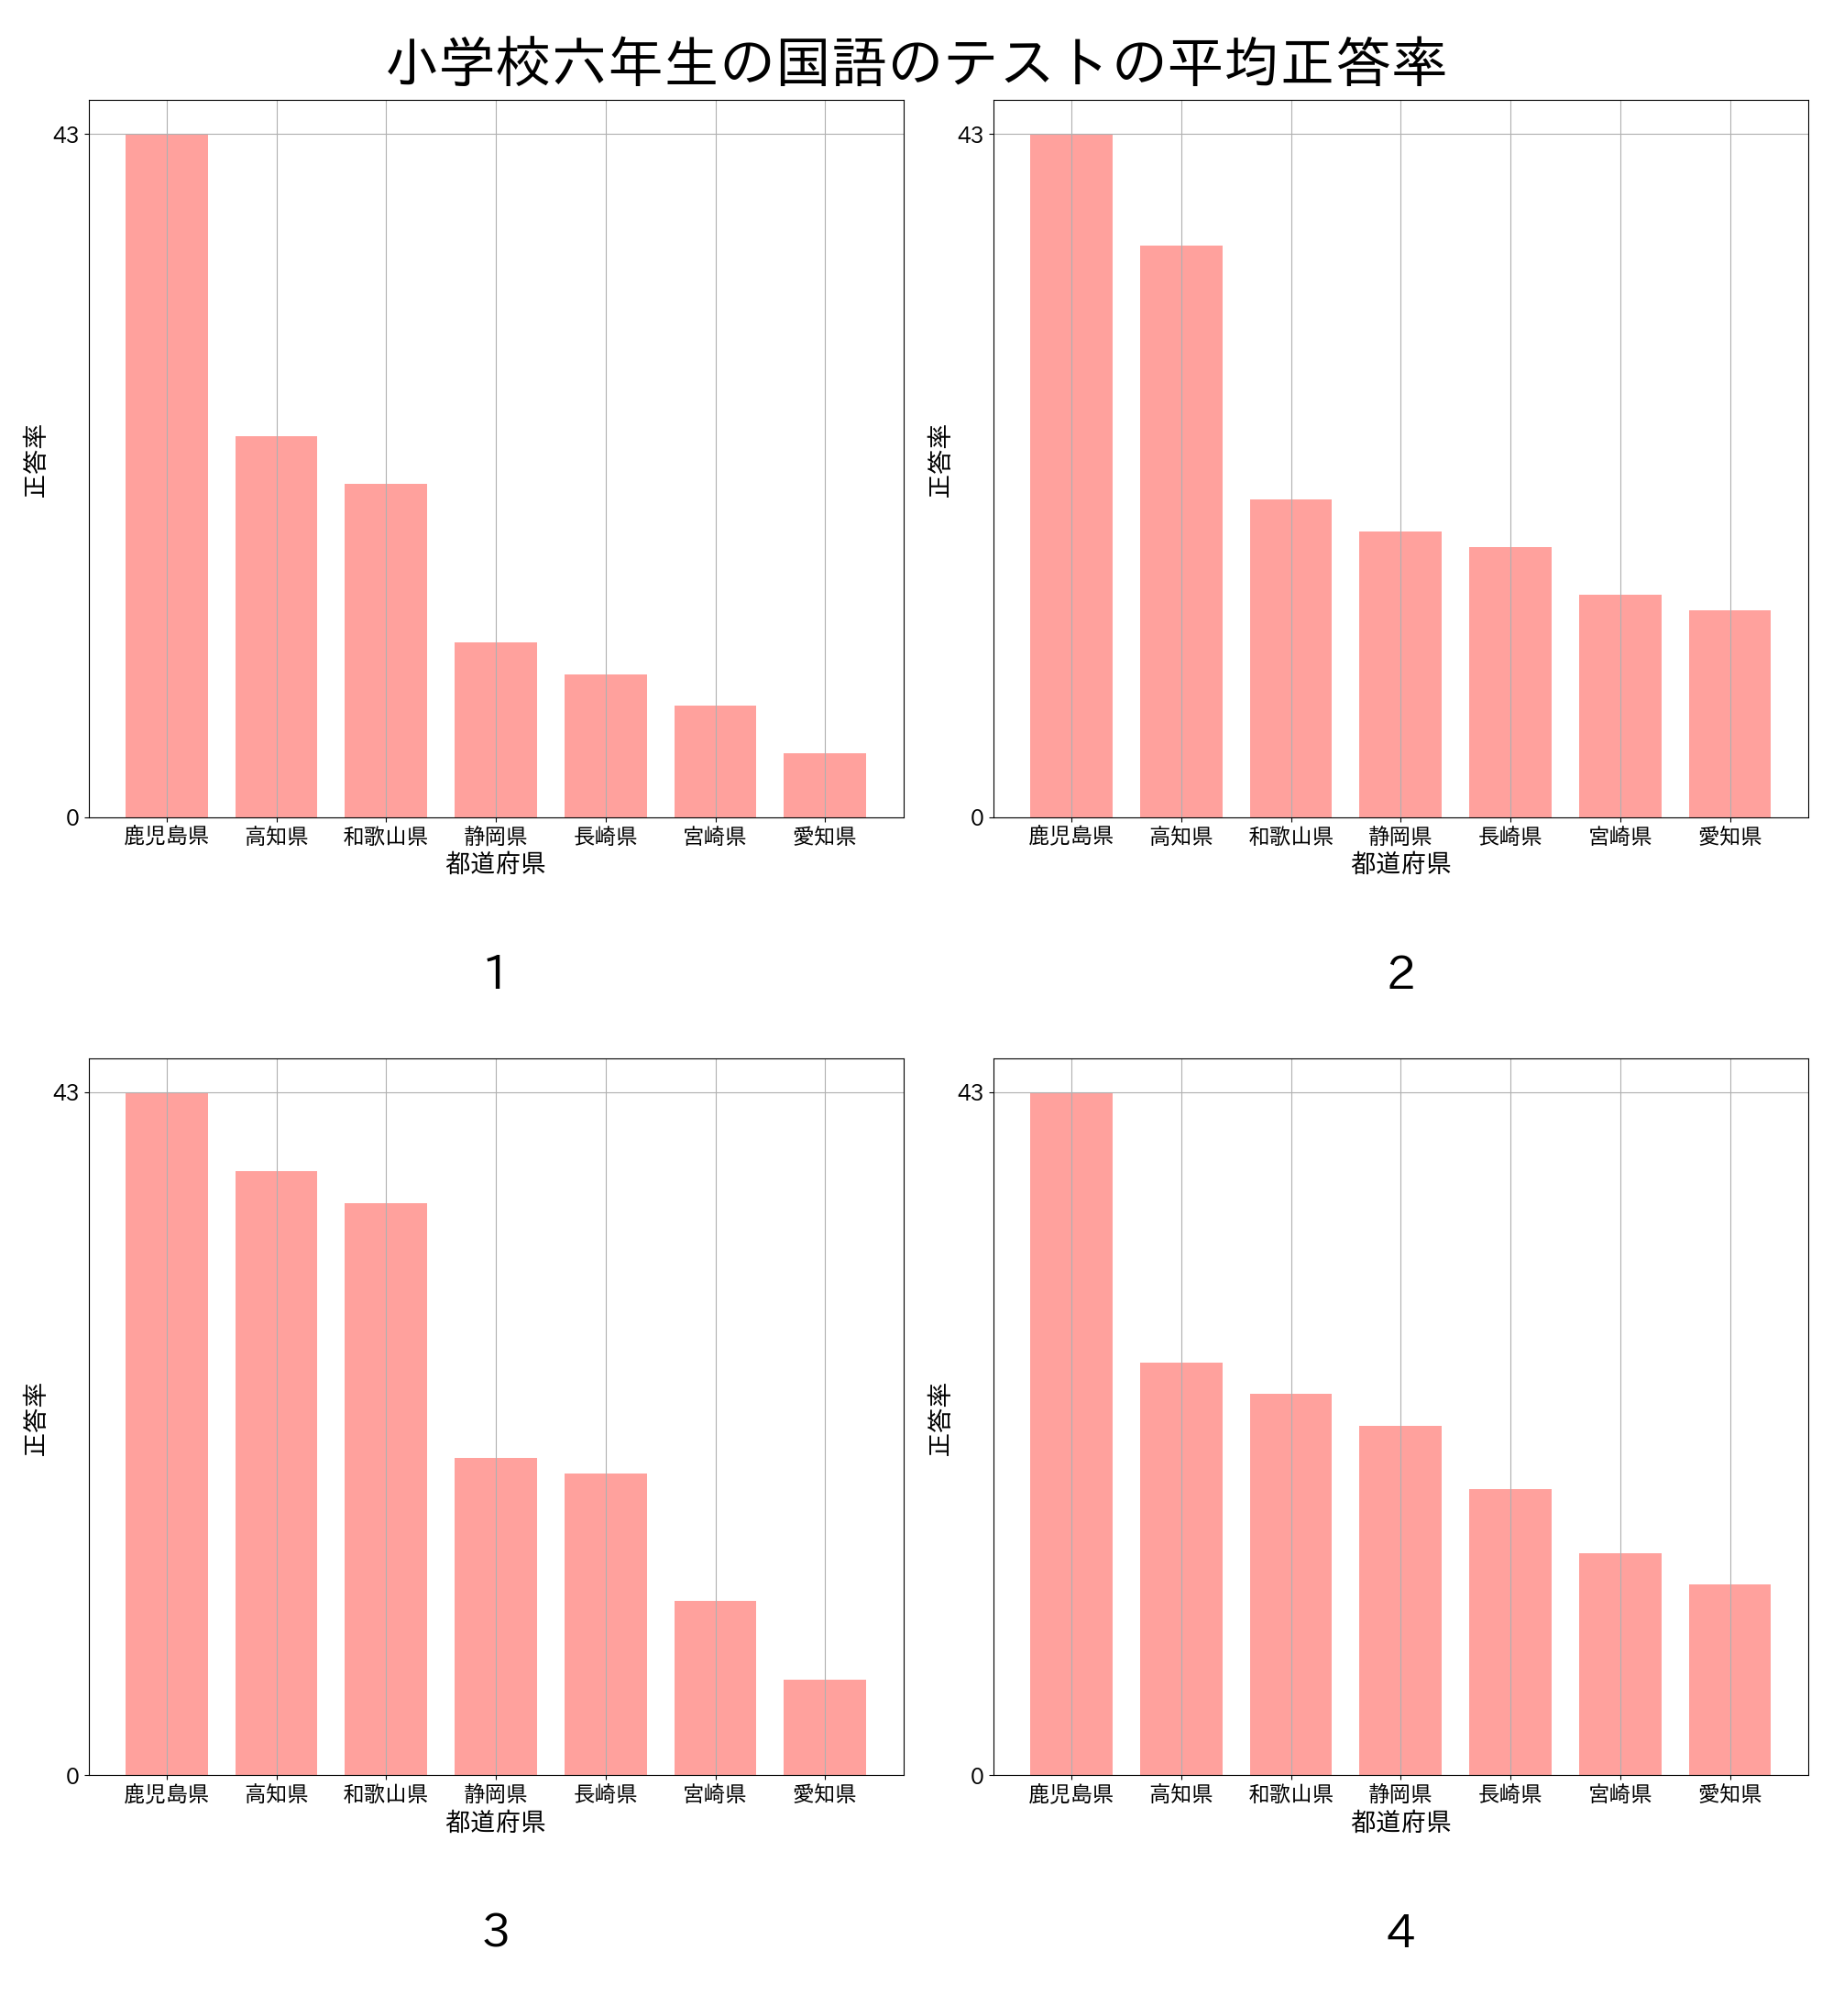 小学校六年生の国語のテストの平均正答率
43
正答率
0
鹿児島県 高知県 和歌山県 静岡県 長崎県 宮崎県 愛知県
都道府県
1
43
正答率
0
鹿児島県 高知県 和歌山県 静岡県 長崎県 宮崎県 愛知県
都道府県
2
43
正答率
0
鹿児島県 高知県 和歌山県 静岡県 長崎県 宮崎県 愛知県
都道府県
3
43
正答率
0
鹿児島県 高知県 和歌山県 静岡県 長崎県 宮崎県 愛知県
都道府県
4